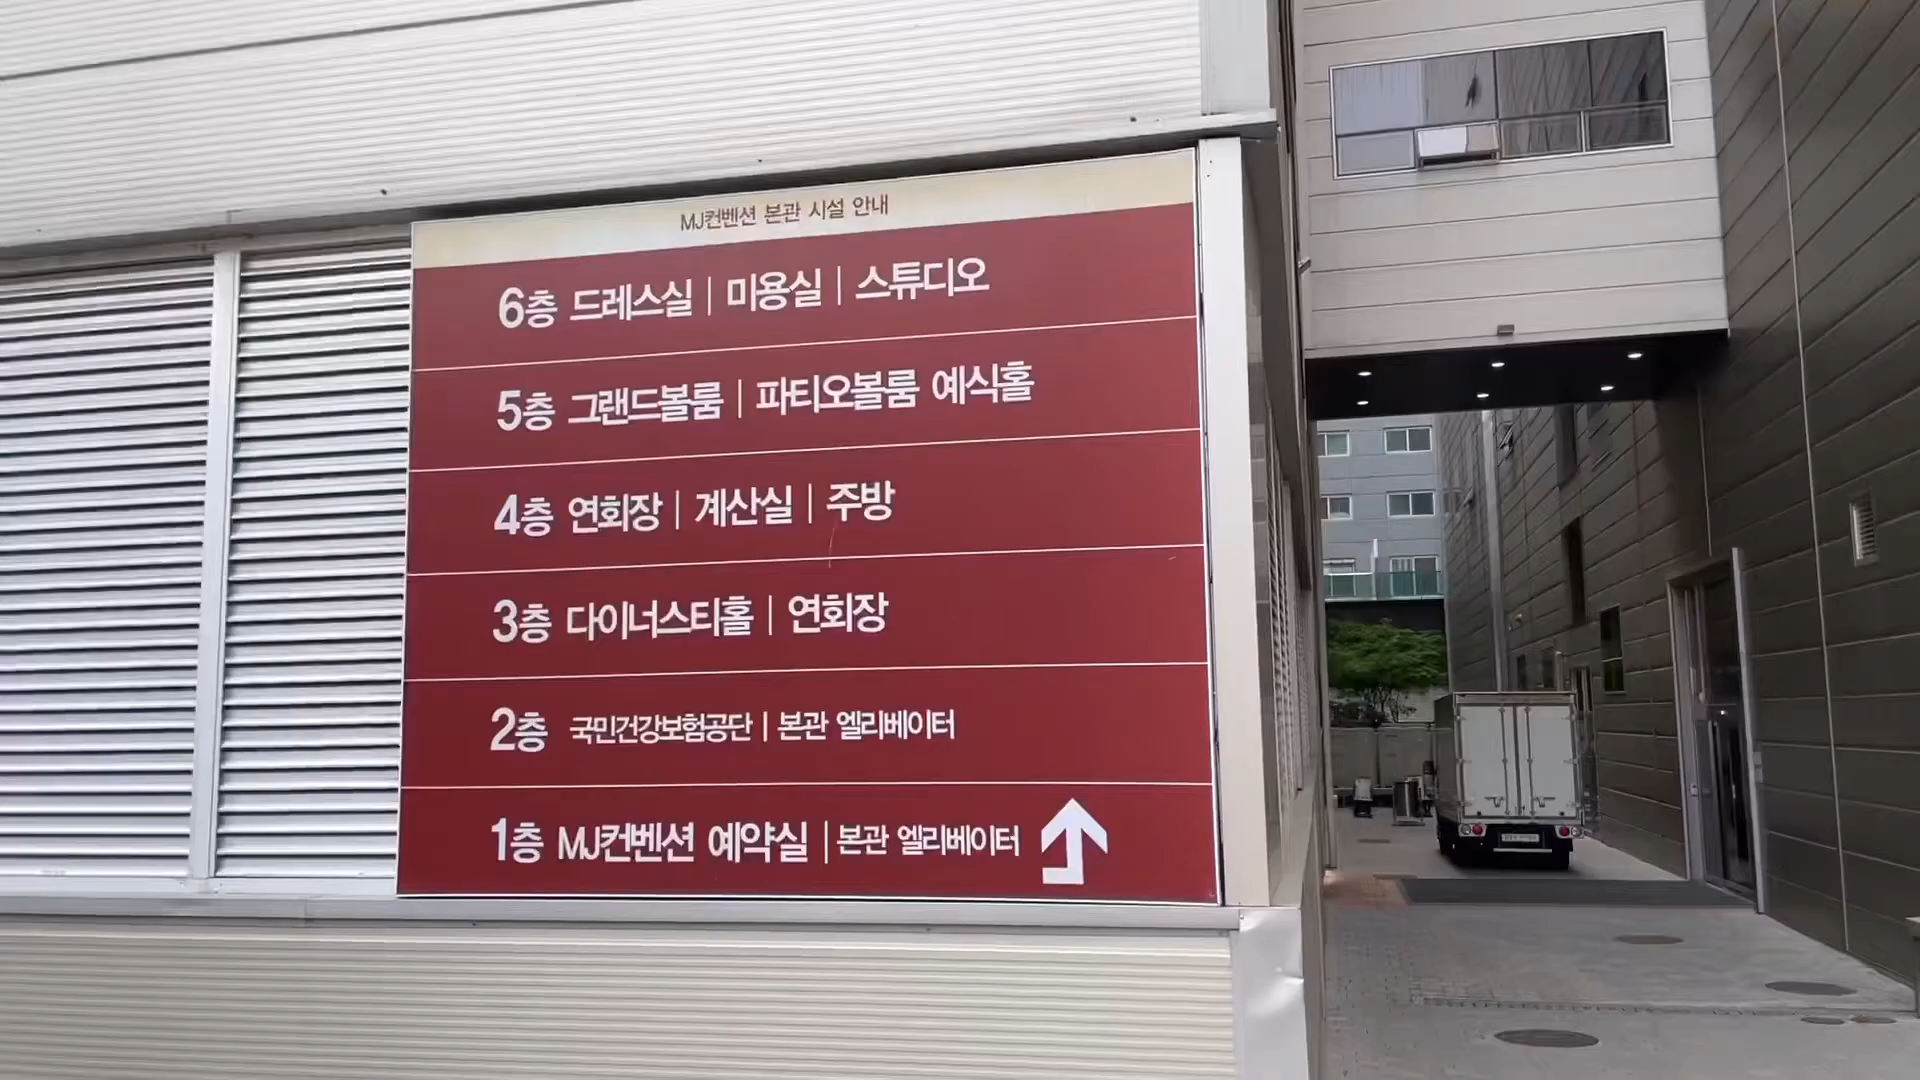 MJ컨벤션 본관 시설 안내
6층 드레스실 | 미용실 | 스튜디오
5층 그랜드볼룸 | 파티오볼룸 예식홀
4층 연회장 | 계산실 | 주방
3층 다이너스티홀 | 연회장
2층 국민건강보험공단 | 본관 엘리베이터
1층 MJ컨벤션 예약실 | 본관 엘리베이터